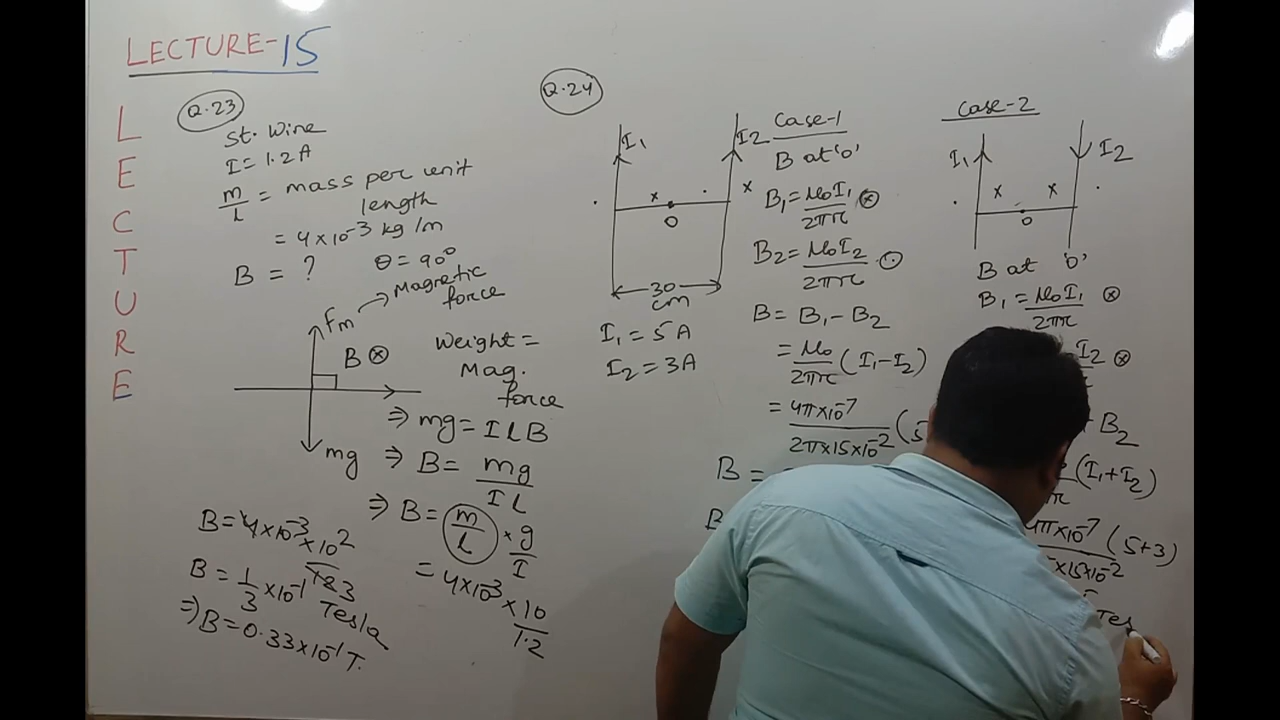 LECTURE-15
LECTURE
Q.23
St. Wire
I = 1.2 A
m/L = mass per unit
length
= 4×10⁻³ kg/m
B = ? θ = 90°
Magnetic
force
Fm
B ⊗
mg
Weight =
Mag.
force
⇒ mg = ILB
⇒ B = mg/IL
⇒ B = m/L × g/I
= 4×10⁻³ × 10/1.2
B = 4×10⁻³ × 10²/12 3
B = 1/3 × 10⁻¹ Tesla
⇒ B = 0.33×10⁻¹ T.
Q.24
I₁ I2
· x · x
O
30
cm
I₁ = 5A
I2 = 3A
Case-1
B at 'O'
B₁ = μ₀I₁/2πr ⊗
B2 = μ₀I2/2πr ⊙
B = B₁ - B2
= μ₀/2πr (I₁-I2)
= 4π×10⁻⁷/2π×15×10⁻² (5
B =
B
Case-2
I₁ I2
· x x ·
O
B at 'O'
B₁ = μ₀I₁/2πr ⊗
I2 ⊗
B2
(I₁+I2)
4π×10⁻⁷ (5+3)
×15×10⁻²
Tes